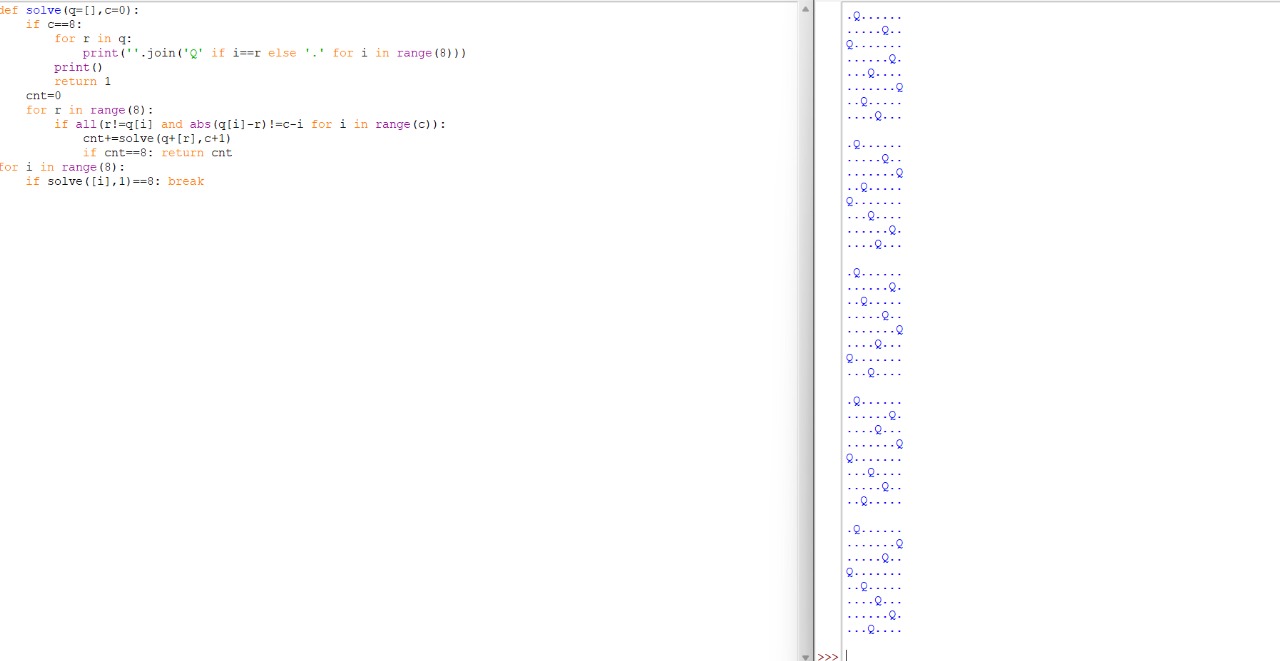 def solve(q=[],c=0):
    if c==8:
        for r in q:
            print(''.join('Q' if i==r else '.' for i in range(8)))
        print()
        return 1
    cnt=0
    for r in range(8):
        if all(r!=q[i] and abs(q[i]-r)!=c-i for i in range(c)):
            cnt+=solve(q+[r],c+1)
            if cnt==8: return cnt
for i in range(8):
    if solve([i],1)==8: break
.Q......
.....Q..
Q.......
......Q.
...Q....
.......Q
..Q.....
....Q...

.Q......
.....Q..
.......Q
..Q.....
Q.......
...Q....
......Q.
....Q...

.Q......
......Q.
..Q.....
.....Q..
.......Q
....Q...
Q.......
...Q....

.Q......
......Q.
....Q...
.......Q
Q.......
...Q....
.....Q..
..Q.....

.Q......
.......Q
.....Q..
Q.......
..Q.....
....Q...
......Q.
...Q....

>>>